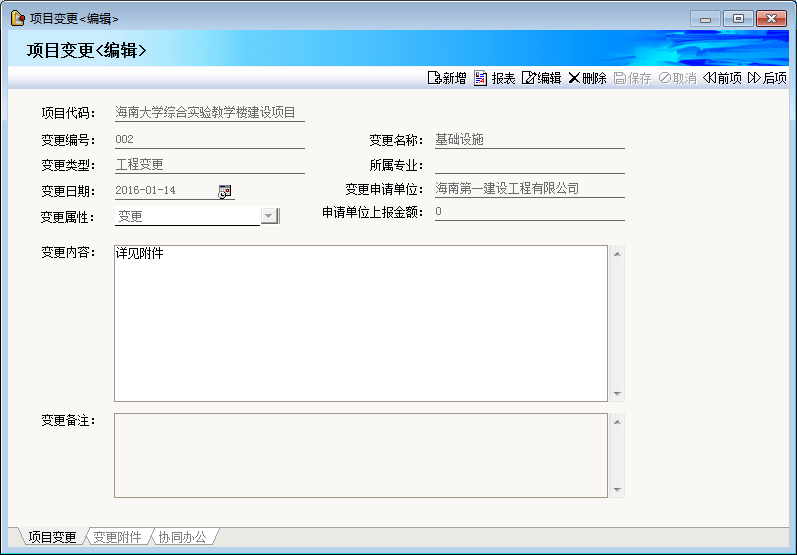 项目变更<编辑>
项目变更<编辑>
新增 报表 编辑 删除 保存 取消 前项 后项
项目代码： 海南大学综合实验教学楼建设项目
变更编号： 002 变更名称： 基础设施
变更类型： 工程变更 所属专业：
变更日期： 2016-01-14 变更申请单位： 海南第一建设工程有限公司
变更属性： 变更 申请单位上报金额： 0
变更内容： 详见附件
变更备注：
项目变更 变更附件 协同办公